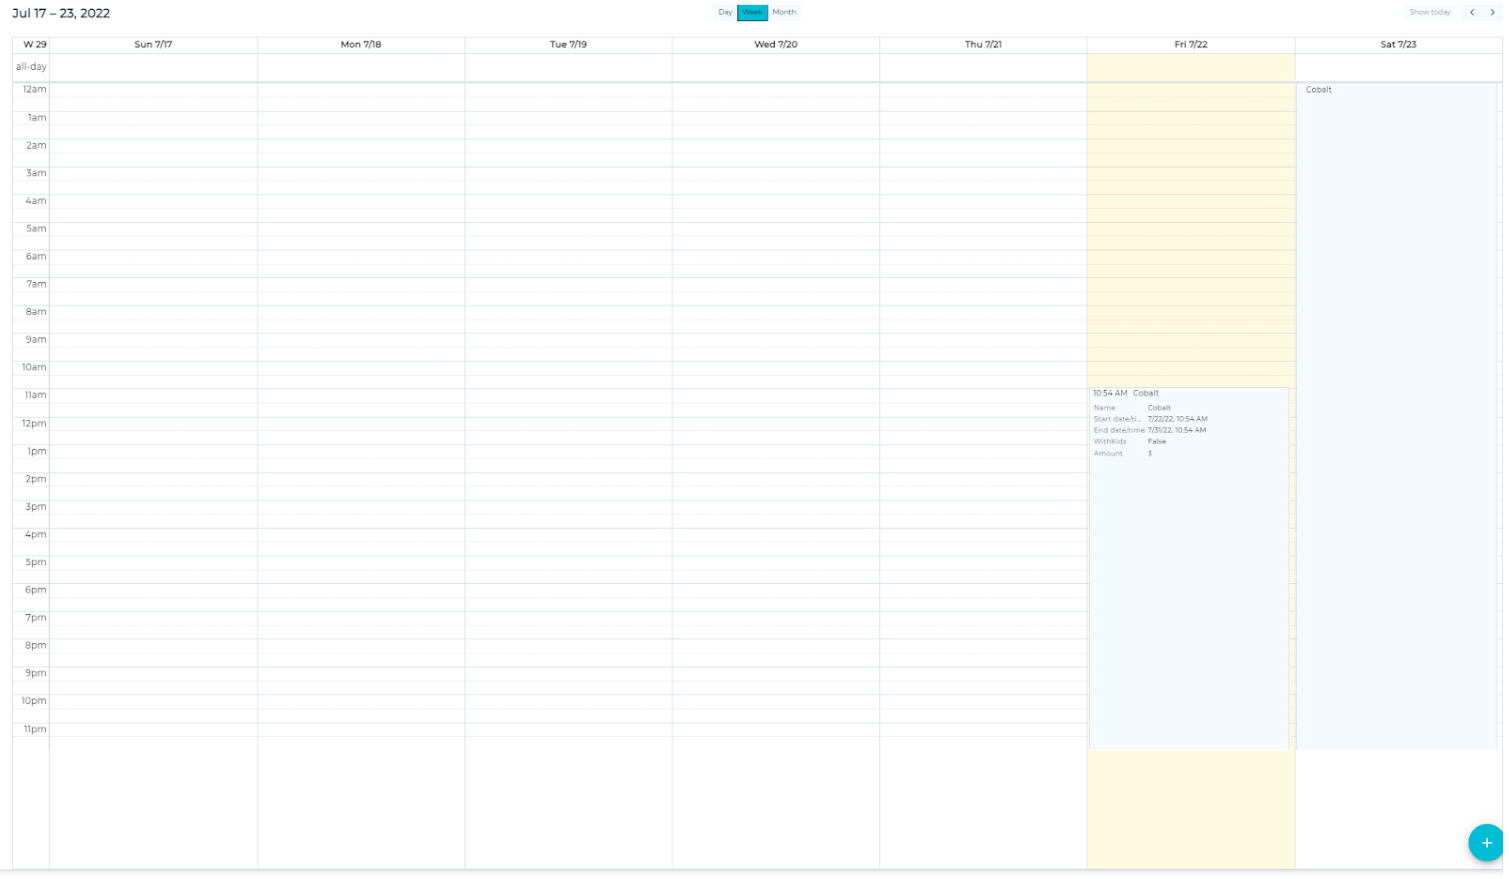 Jul 17 – 23, 2022
Day Week Month
Show today
W 29 Sun 7/17 Mon 7/18 Tue 7/19 Wed 7/20 Thu 7/21 Fri 7/22 Sat 7/23
all-day
12am
Cobalt
1am
2am
3am
4am
5am
6am
7am
8am
9am
10am
11am
10:54 AM Cobalt
Name Cobalt
Start date/ti... 7/22/22, 10:54 AM
End date/time 7/31/22, 10:54 AM
WithKids False
Amount 3
12pm
1pm
2pm
3pm
4pm
5pm
6pm
7pm
8pm
9pm
10pm
11pm